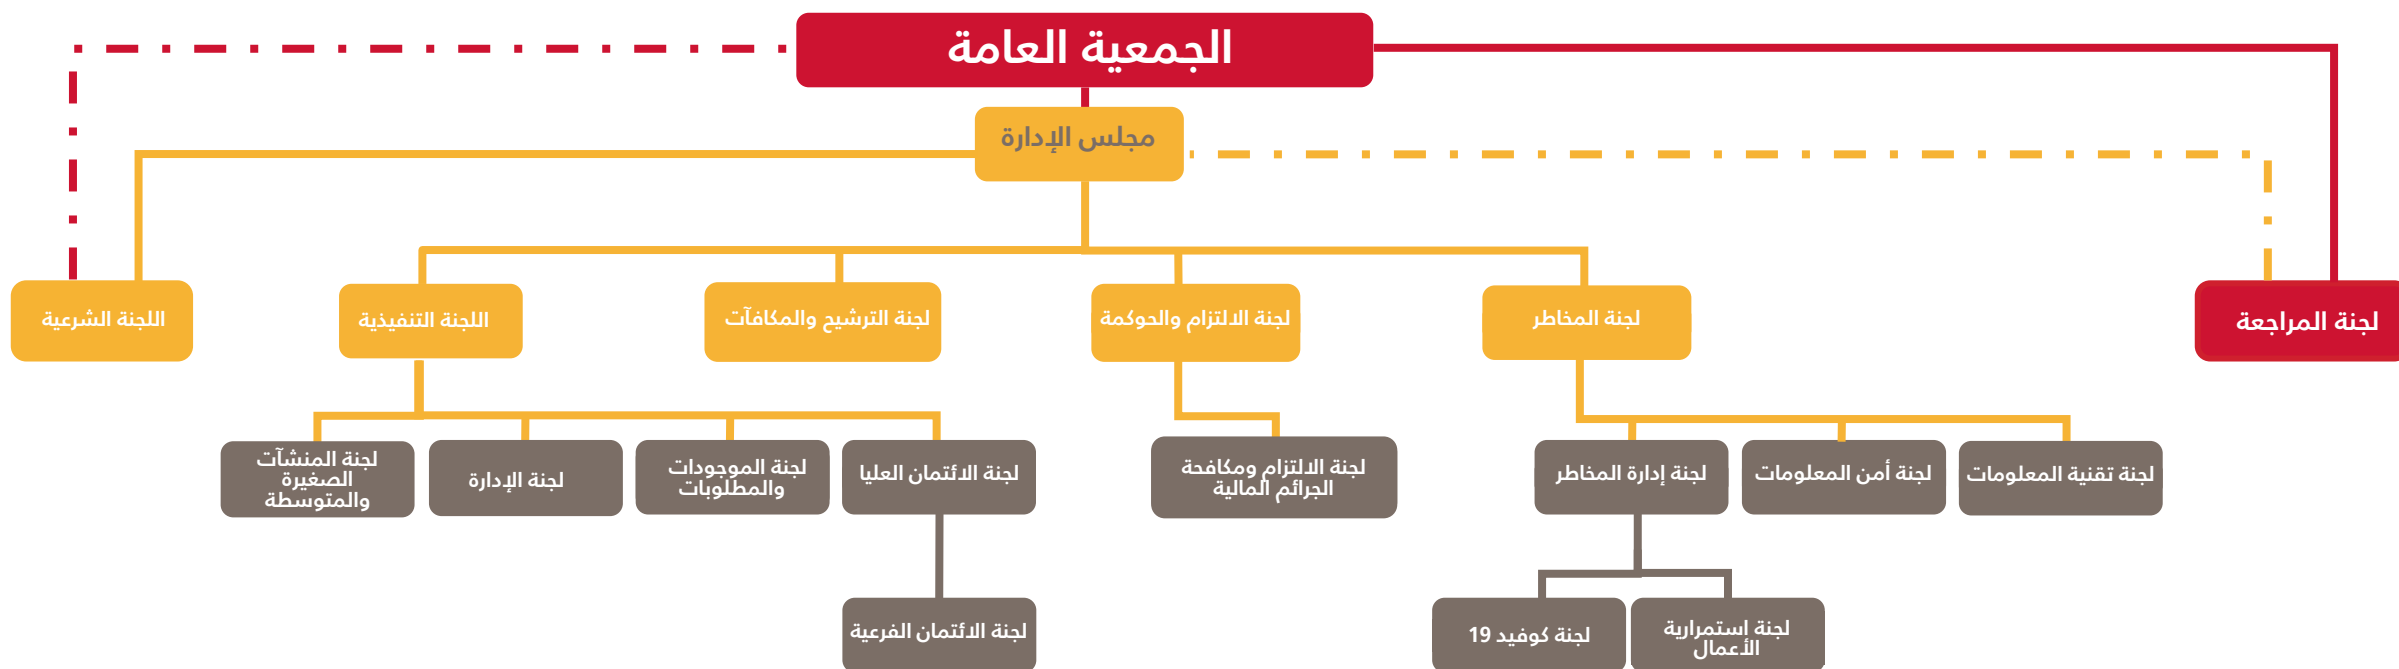 الجمعية العامة
مجلس الإدارة
لجنة المراجعة
لجنة المخاطر
لجنة الالتزام والحوكمة
لجنة الترشيح والمكافآت
اللجنة التنفيذية
اللجنة الشرعية
لجنة تقنية المعلومات
لجنة أمن المعلومات
لجنة إدارة المخاطر
لجنة الالتزام ومكافحة
الجرائم المالية
لجنة الائتمان العليا
لجنة الموجودات
والمطلوبات
لجنة الإدارة
لجنة المنشآت
الصغيرة
والمتوسطة
لجنة استمرارية
الأعمال
لجنة كوفيد 19
لجنة الائتمان الفرعية